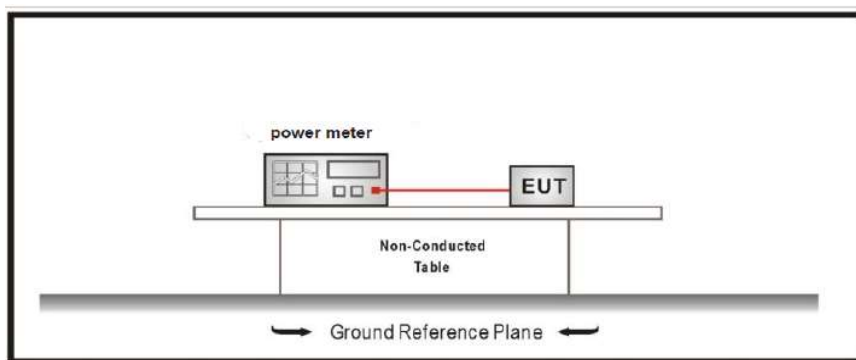 power meter
EUT
Non-Conducted
Table
Ground Reference Plane